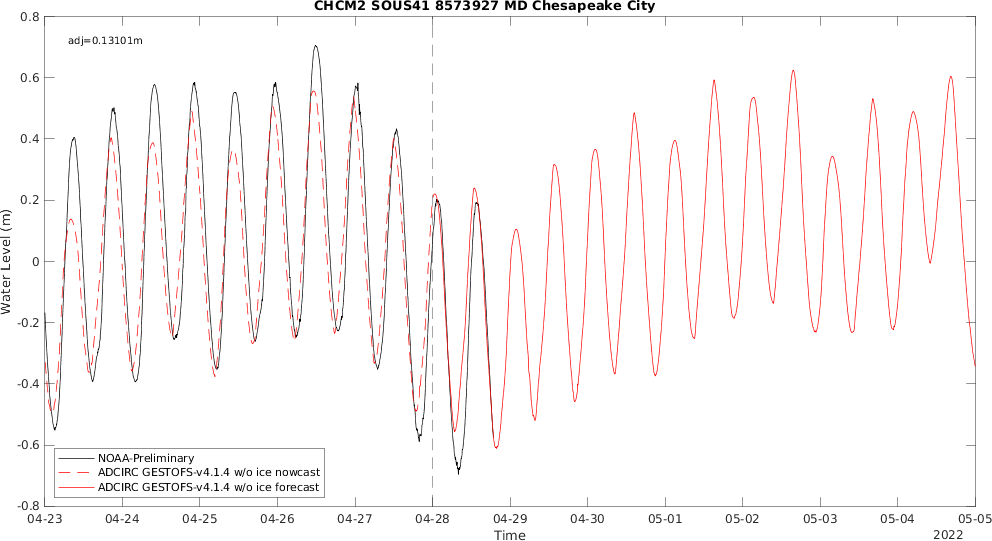 CHCM2 SOUS41 8573927 MD Chesapeake City
adj=0.13101m
0.8
0.6
0.4
0.2
0
-0.2
-0.4
-0.6
-0.8
Water Level (m)
NOAA-Preliminary
ADCIRC GESTOFS-v4.1.4 w/o ice nowcast
ADCIRC GESTOFS-v4.1.4 w/o ice forecast
04-23 04-24 04-25 04-26 04-27 04-28 04-29 04-30 05-01 05-02 05-03 05-04 05-05
Time
2022